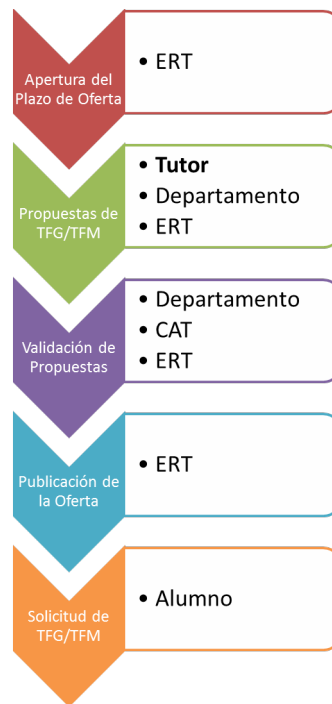 Apertura del
Plazo de Oferta
• ERT
Propuestas de
TFG/TFM
• Tutor
• Departamento
• ERT
Validación de
Propuestas
• Departamento
• CAT
• ERT
Publicación de
la Oferta
• ERT
Solicitud de
TFG/TFM
• Alumno